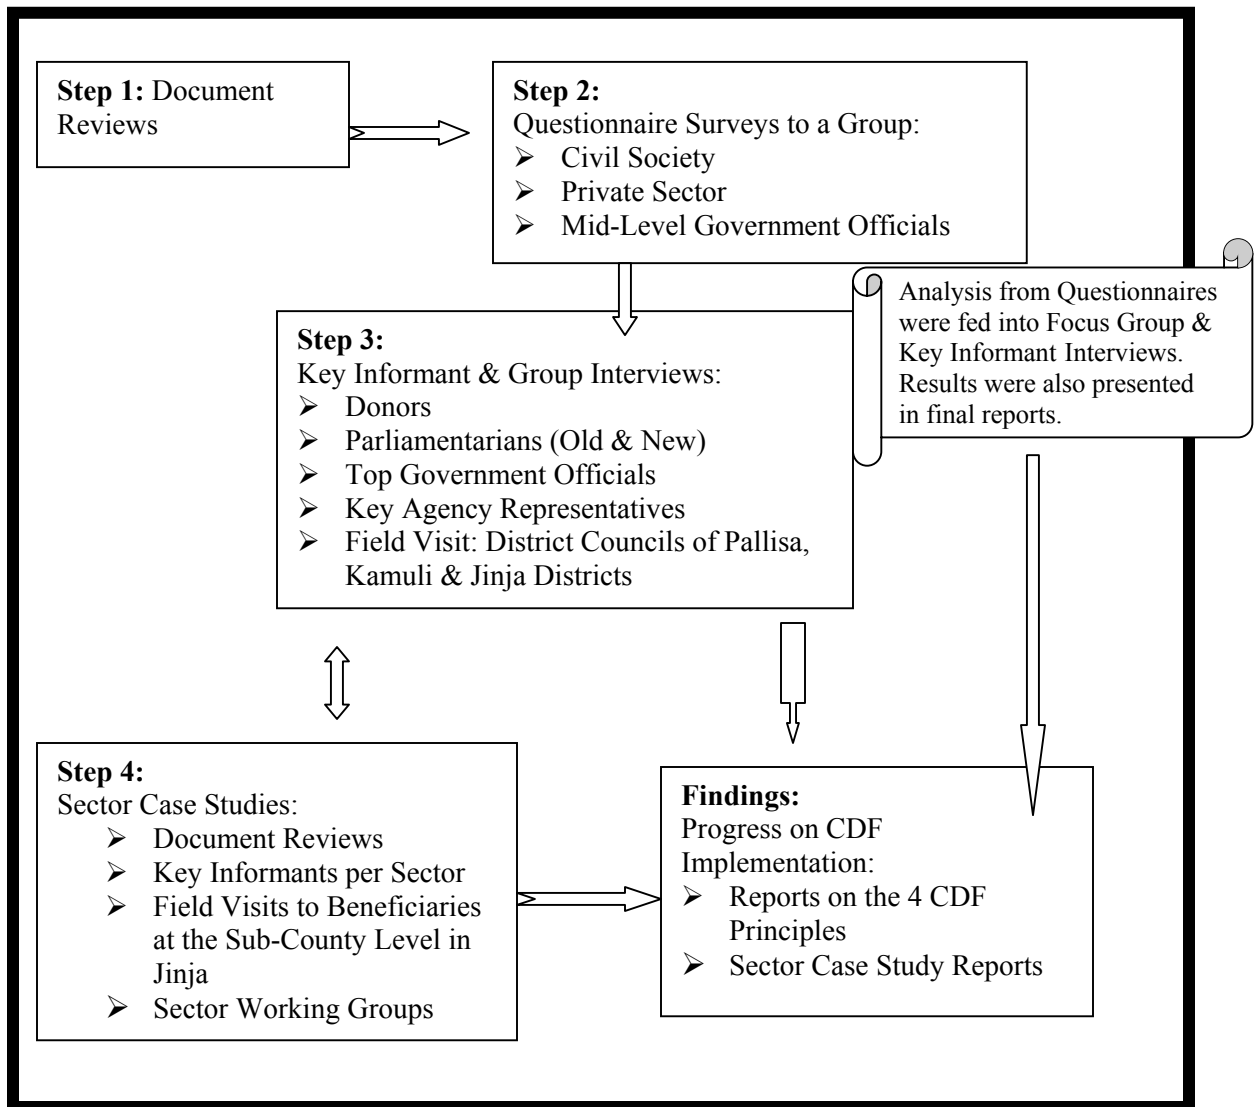 Step 1: Document
Reviews
Step 2:
Questionnaire Surveys to a Group:
➢ Civil Society
➢ Private Sector
➢ Mid-Level Government Officials
Analysis from Questionnaires
were fed into Focus Group &
Key Informant Interviews.
Results were also presented
in final reports.
Step 3:
Key Informant & Group Interviews:
➢ Donors
➢ Parliamentarians (Old & New)
➢ Top Government Officials
➢ Key Agency Representatives
➢ Field Visit: District Councils of Pallisa,
Kamuli & Jinja Districts
Step 4:
Sector Case Studies:
➢ Document Reviews
➢ Key Informants per Sector
➢ Field Visits to Beneficiaries
at the Sub-County Level in
Jinja
➢ Sector Working Groups
Findings:
Progress on CDF
Implementation:
➢ Reports on the 4 CDF
Principles
➢ Sector Case Study Reports